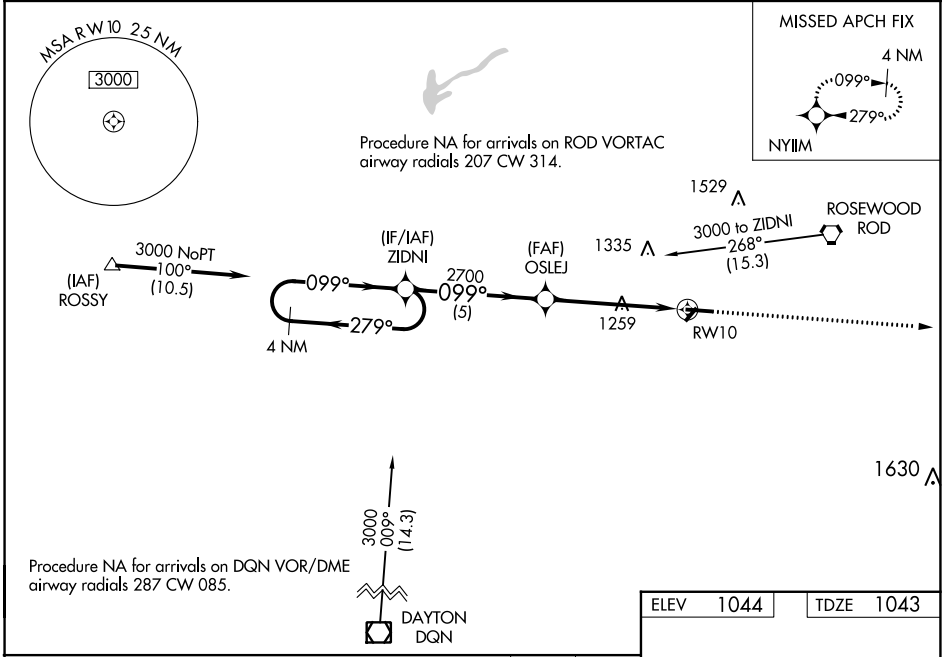 MSA RW10 25 NM
3000
MISSED APCH FIX
4 NM
099°
279°
NYIIM
Procedure NA for arrivals on ROD VORTAC
airway radials 207 CW 314.
1529
ROSEWOOD
ROD
3000 to ZIDNI
268°
(15.3)
1335
(IF/IAF)
ZIDNI
(FAF)
OSLEJ
3000 NoPT
100°
(10.5)
(IAF)
ROSSY
099°
279°
4 NM
2700
099°
(5)
1259
RW10
1630
3000
009°
(14.3)
Procedure NA for arrivals on DQN VOR/DME
airway radials 287 CW 085.
DAYTON
DQN
ELEV 1044
TDZE 1043